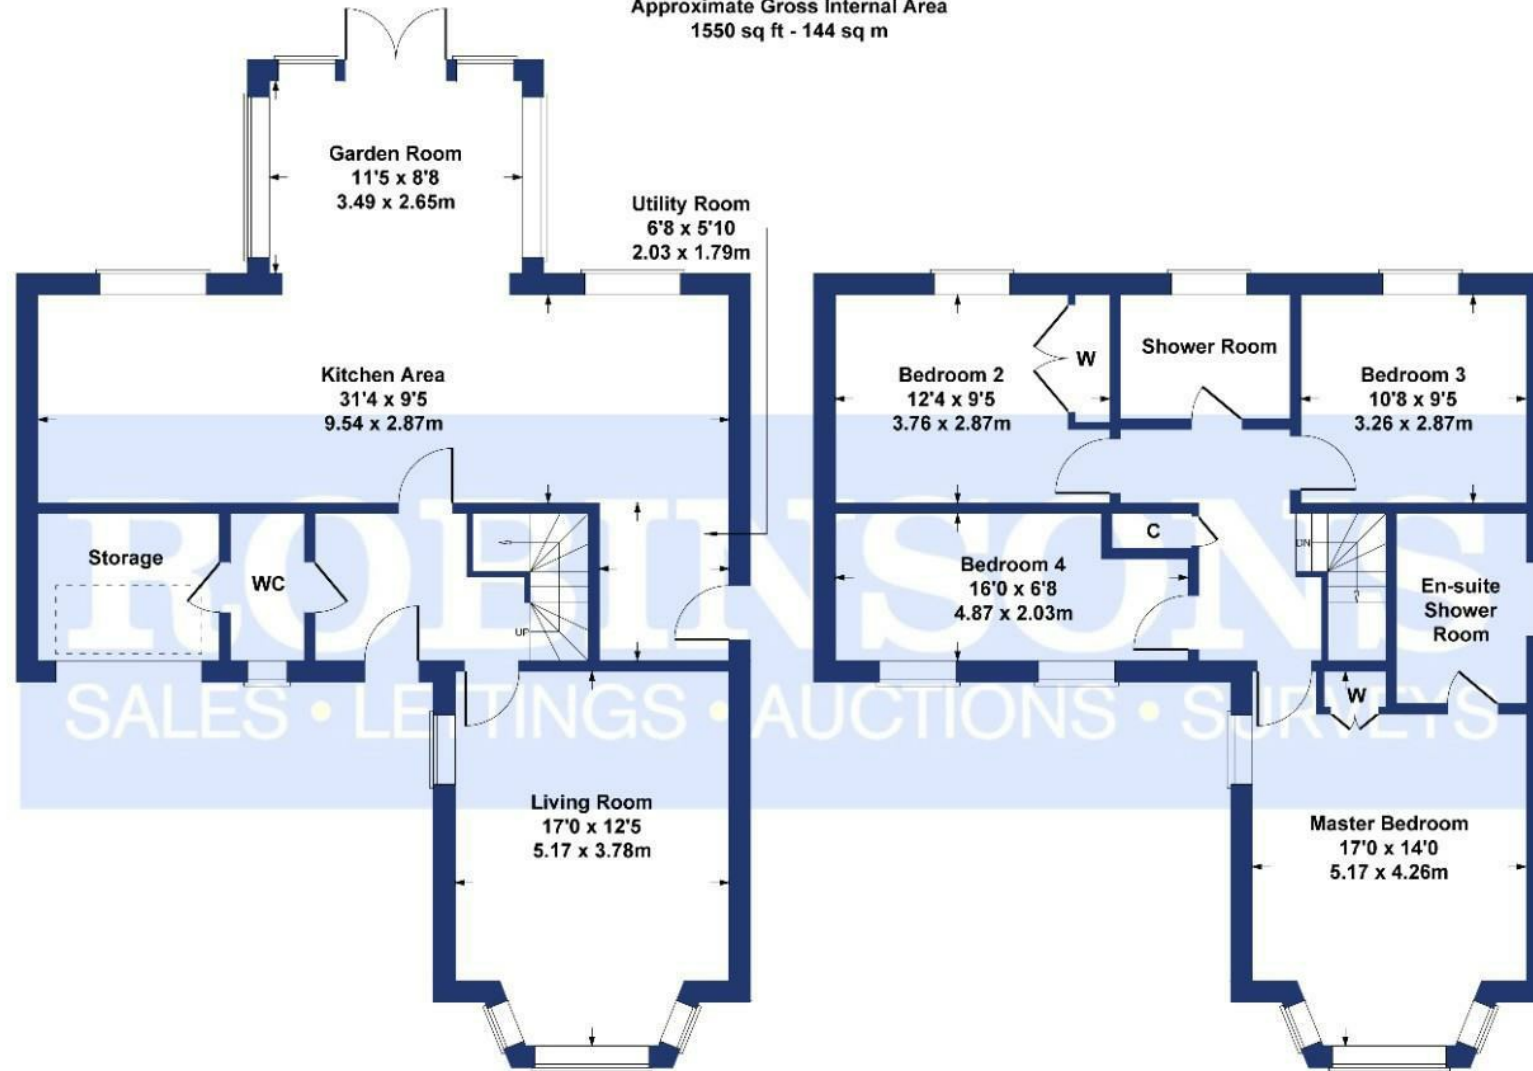 Approximate Gross Internal Area
1550 sq ft - 144 sq m
Garden Room
11'5 x 8'8
3.49 x 2.65m
Utility Room
6'8 x 5'10
2.03 x 1.79m
Kitchen Area
31'4 x 9'5
9.54 x 2.87m
Storage
WC
UP
Living Room
17'0 x 12'5
5.17 x 3.78m
Bedroom 2
12'4 x 9'5
3.76 x 2.87m
W
Shower Room
Bedroom 3
10'8 x 9'5
3.26 x 2.87m
C
DN
Bedroom 4
16'0 x 6'8
4.87 x 2.03m
En-suite
Shower
Room
W
Master Bedroom
17'0 x 14'0
5.17 x 4.26m
ROBINSONS
SALES • LETTINGS • AUCTIONS • SURVEYS